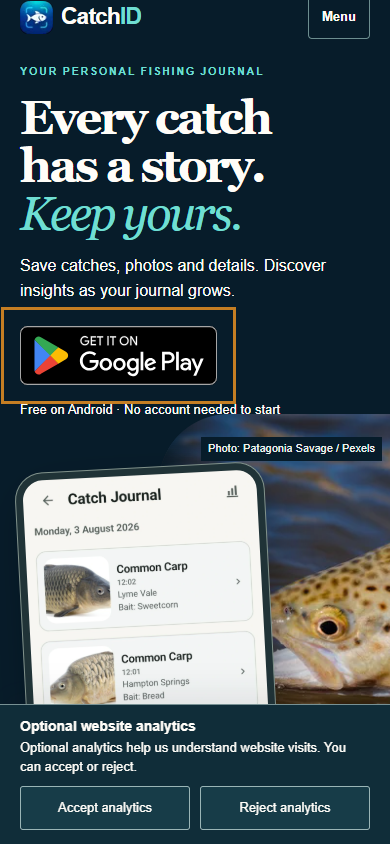 CatchID
Menu
YOUR PERSONAL FISHING JOURNAL
Every catch
has a story.
Keep yours.
Save catches, photos and details. Discover
insights as your journal grows.
GET IT ON
Google Play
Free on Android · No account needed to start
Photo: Patagonia Savage / Pexels
Catch Journal
Monday, 3 August 2026
Common Carp
12:02
Lyme Vale
Bait: Sweetcorn
Common Carp
12:01
Hampton Springs
Bait: Bread
Optional website analytics
Optional analytics help us understand website visits. You
can accept or reject.
Accept analytics
Reject analytics